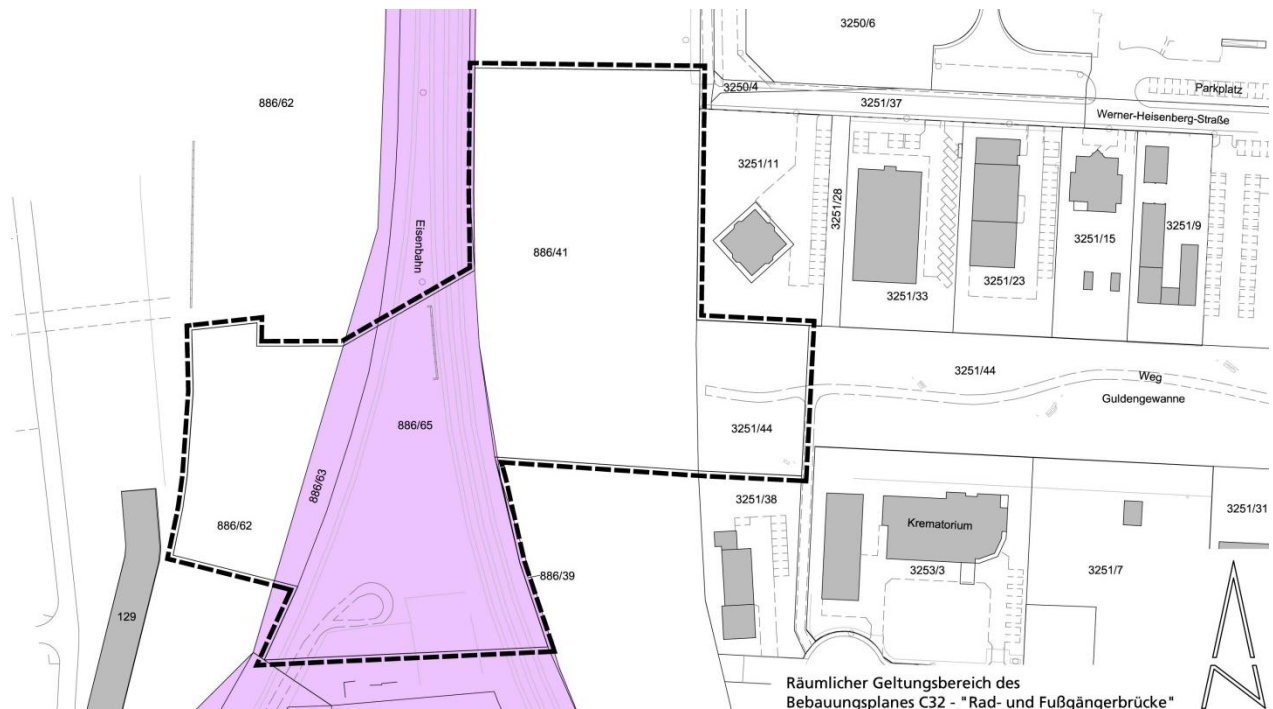 3250/6
886/62
3250/4
3251/37
Parkplatz
Werner-Heisenberg-Straße
3251/11
3251/28
Eisenbahn
886/41
3251/15
3251/9
3251/33
3251/23
3251/44
Weg
Guldengewanne
886/65
3251/44
886/63
886/62
3251/38
3251/31
Krematorium
886/39
3253/3
3251/7
129
Räumlicher Geltungsbereich des
Bebauungsplanes C32 - "Rad- und Fußgängerbrücke"
N